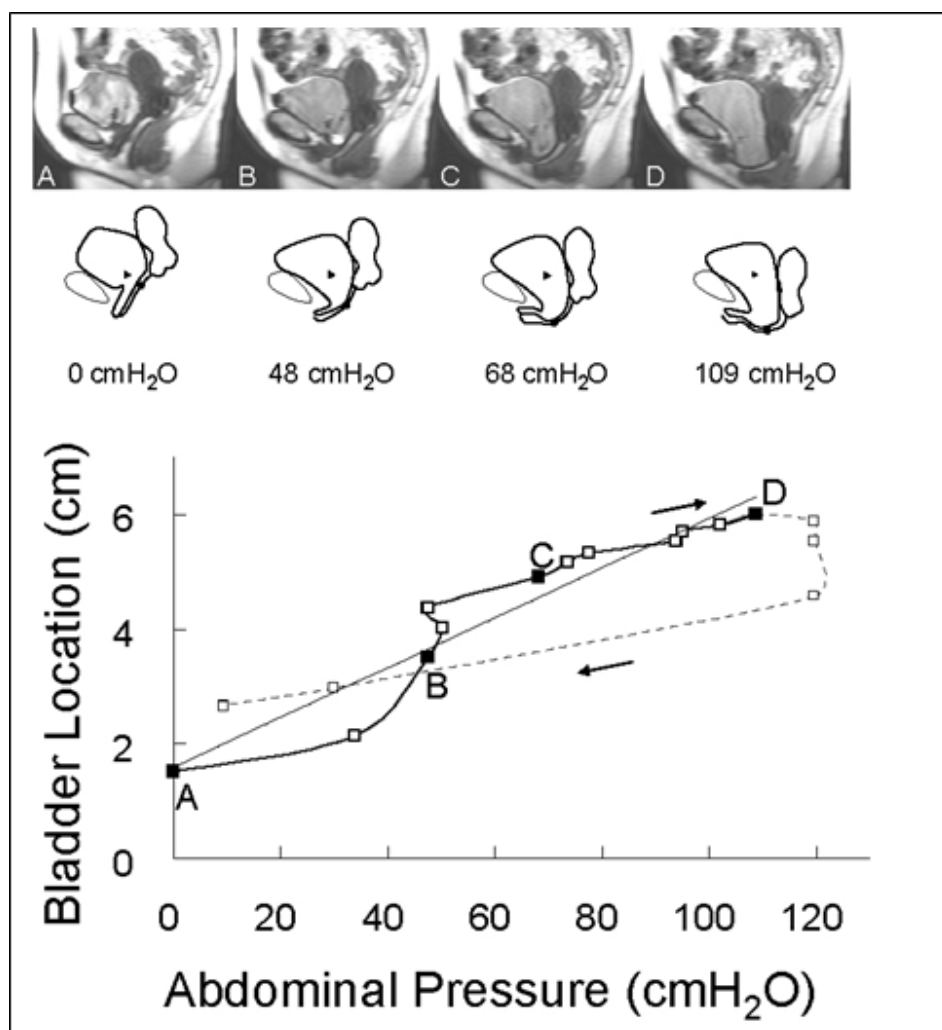 A B C D
0 cmH₂O 48 cmH₂O 68 cmH₂O 109 cmH₂O
Bladder Location (cm)
6
4
2
0
A
B
C
D
0 20 40 60 80 100 120
Abdominal Pressure (cmH₂O)